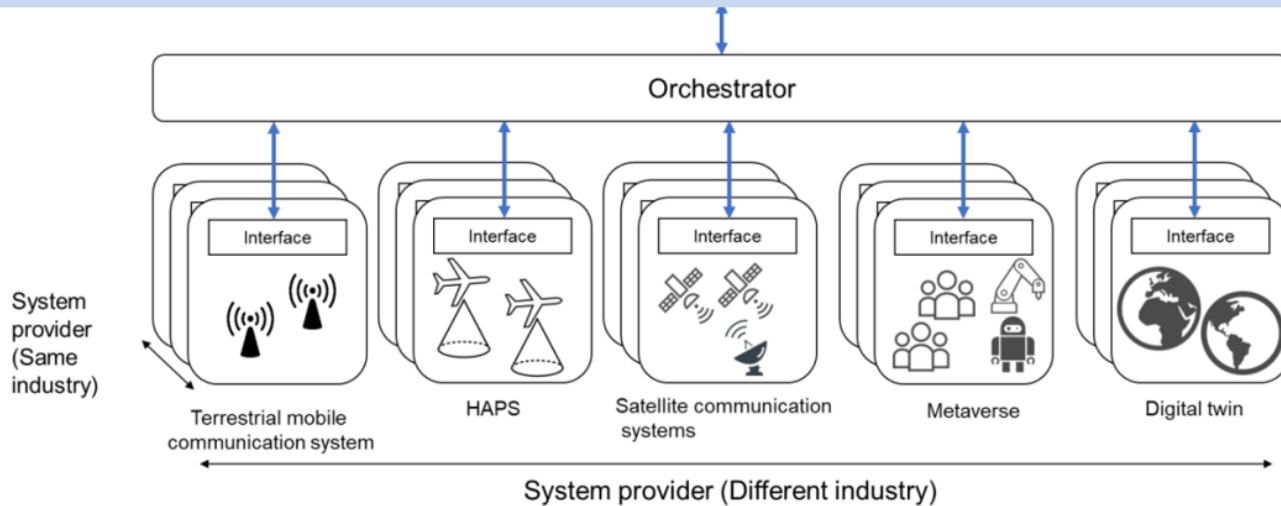 Orchestrator
Interface
Interface
Interface
Interface
Interface
System
provider
(Same
industry)
Terrestrial mobile
communication system
HAPS
Satellite communication
systems
Metaverse
Digital twin
System provider (Different industry)